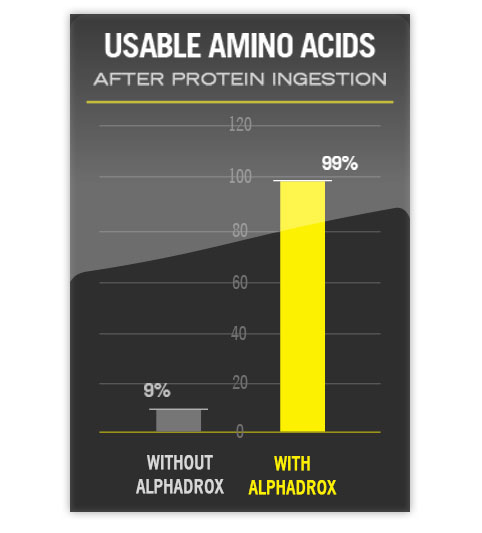 USABLE AMINO ACIDS
AFTER PROTEIN INGESTION
120
99%
100
80
60
40
20
9%
0
WITHOUT
ALPHADROX
WITH
ALPHADROX